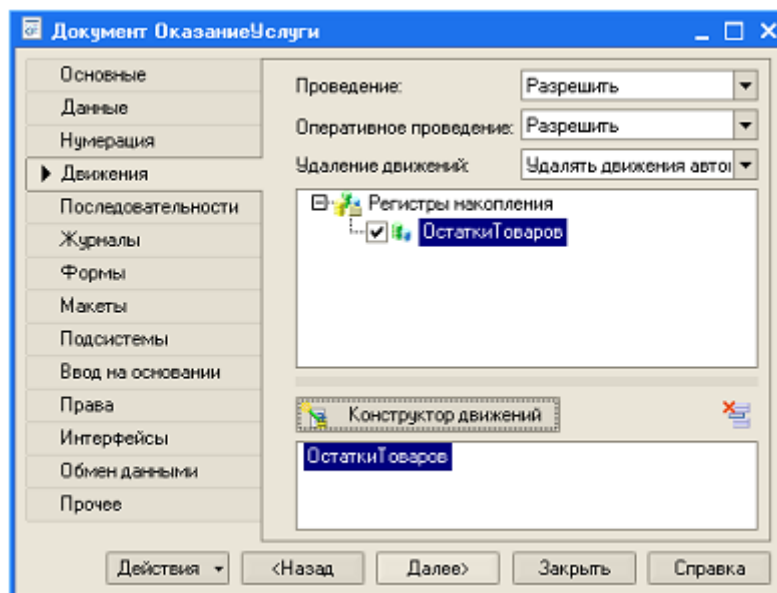 Документ ОказаниеУслуги
Основные
Данные
Нумерация
Движения
Последовательности
Журналы
Формы
Макеты
Подсистемы
Ввод на основании
Права
Интерфейсы
Обмен данными
Прочее
Проведение: Разрешить
Оперативное проведение: Разрешить
Удаление движений: Удалять движения авто
Регистры накопления
ОстаткиТоваров
Конструктор движений
ОстаткиТоваров
Действия <Назад Далее> Закрыть Справка